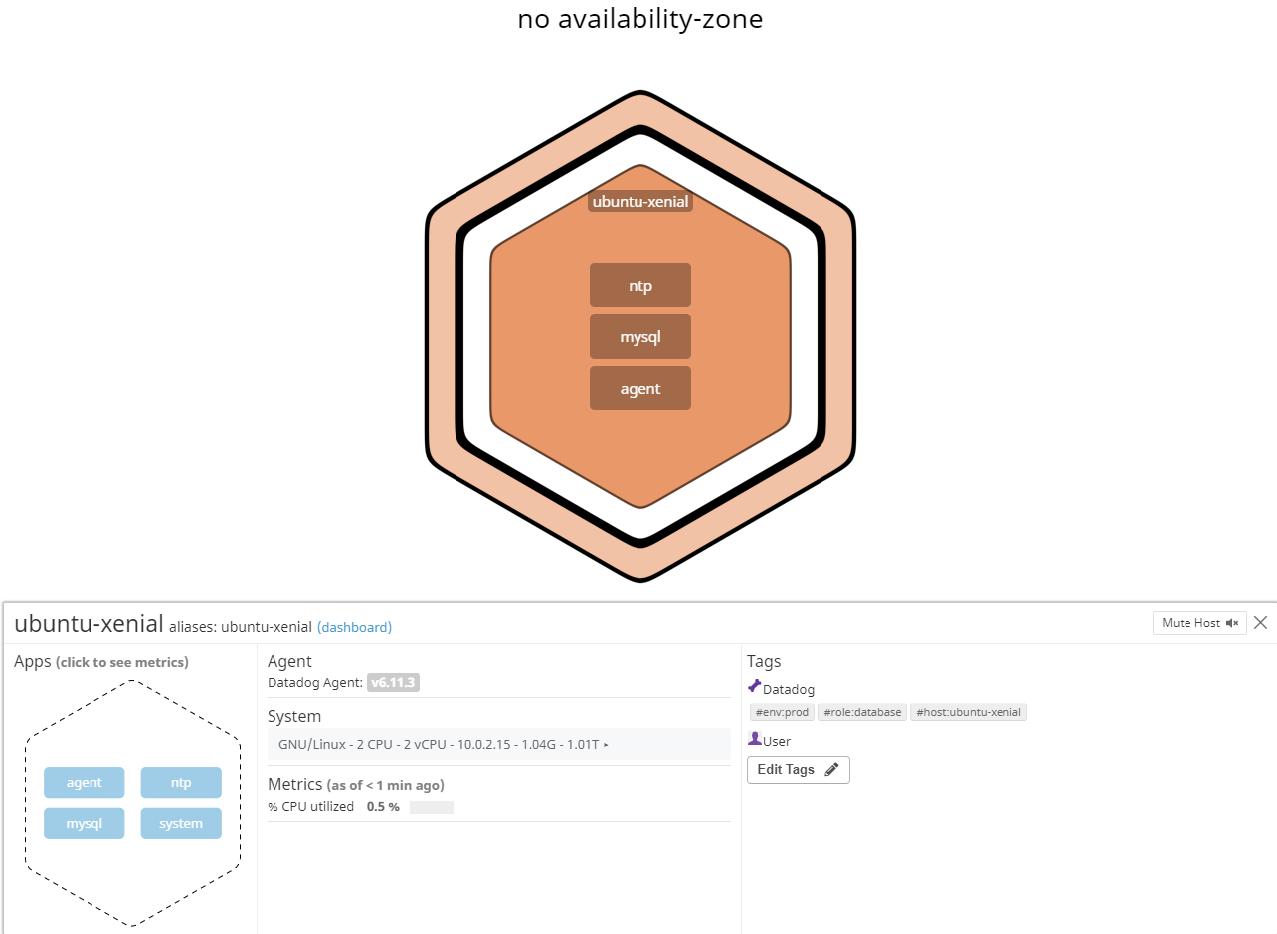 no availability-zone
ubuntu-xenial
ntp
mysql
agent
ubuntu-xenial aliases: ubuntu-xenial (dashboard)
Mute Host
Apps (click to see metrics)
agent ntp
mysql system
Agent
Datadog Agent: v6.11.3
System
GNU/Linux - 2 CPU - 2 vCPU - 10.0.2.15 - 1.04G - 1.01T ▸
Metrics (as of < 1 min ago)
% CPU utilized 0.5 %
Tags
Datadog
#env:prod #role:database #host:ubuntu-xenial
User
Edit Tags